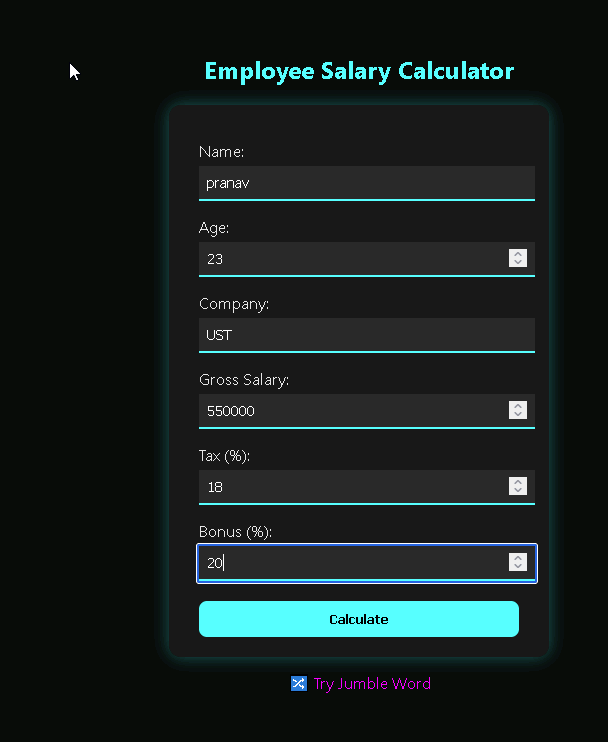 Employee Salary Calculator
Name:
pranav
Age:
23
Company:
UST
Gross Salary:
550000
Tax (%):
18
Bonus (%):
20
Calculate
🔀 Try Jumble Word